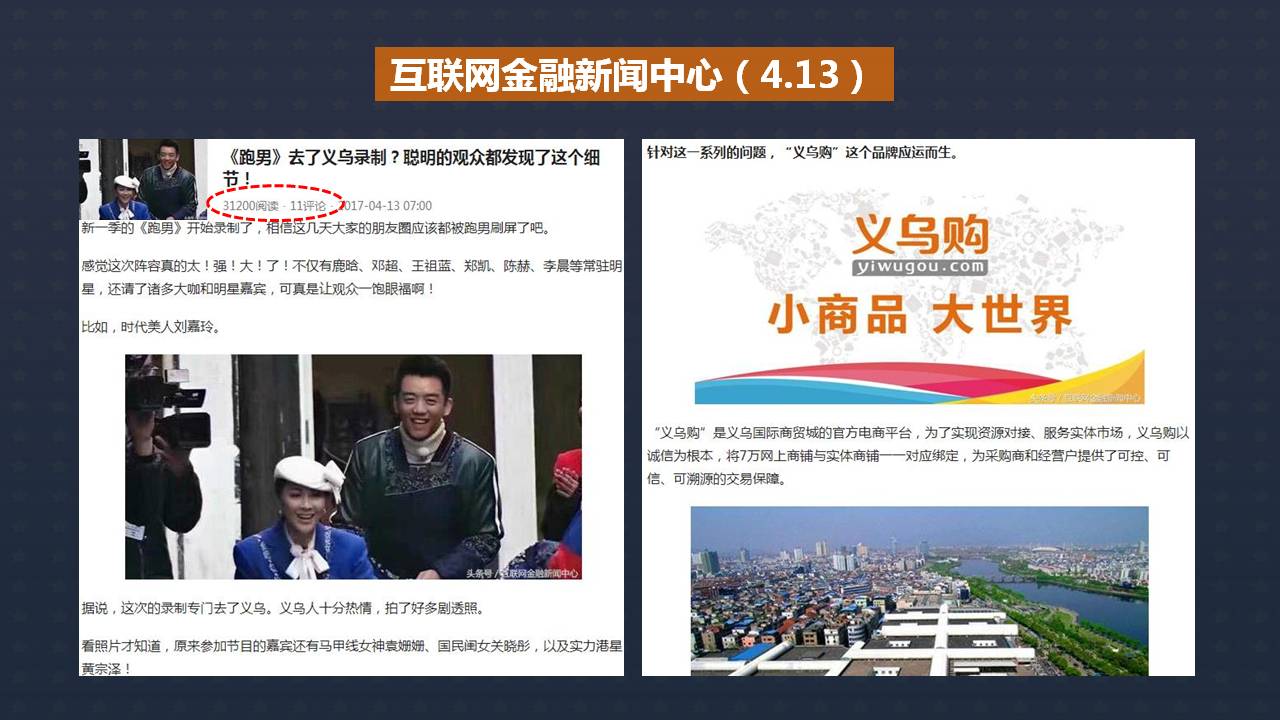 互联网金融新闻中心（4.13）
《跑男》去了义乌录制？聪明的观众都发现了这个细
节！
31200阅读 · 11评论 · 2017-04-13 07:00
新一季的《跑男》开始录制了，相信这几天大家的朋友圈应该都被跑男刷屏了吧。
感觉这次阵容真的太！强！大！了！不仅有鹿晗、邓超、王祖蓝、郑凯、陈赫、李晨等常驻明
星，还请了诸多大咖和明星嘉宾，可真是让观众一饱眼福啊！
比如，时代美人刘嘉玲。
头条号 / 互联网金融新闻中心
据说，这次的录制专门去了义乌。义乌人十分热情，拍了好多剧透照。
看照片才知道，原来参加节目的嘉宾还有马甲线女神袁姗姗、国民闺女关晓彤，以及实力港星
黄宗泽！
针对这一系列的问题，“义乌购”这个品牌应运而生。
义乌购
yiwugou.com
小商品 大世界
头条号 / 互联网金融新闻中心
“义乌购”是义乌国际商贸城的官方电商平台，为了实现资源对接、服务实体市场，义乌购以
诚信为根本，将7万网上商铺与实体商铺一一对应绑定，为采购商和经营户提供了可控、可
信、可溯源的交易保障。